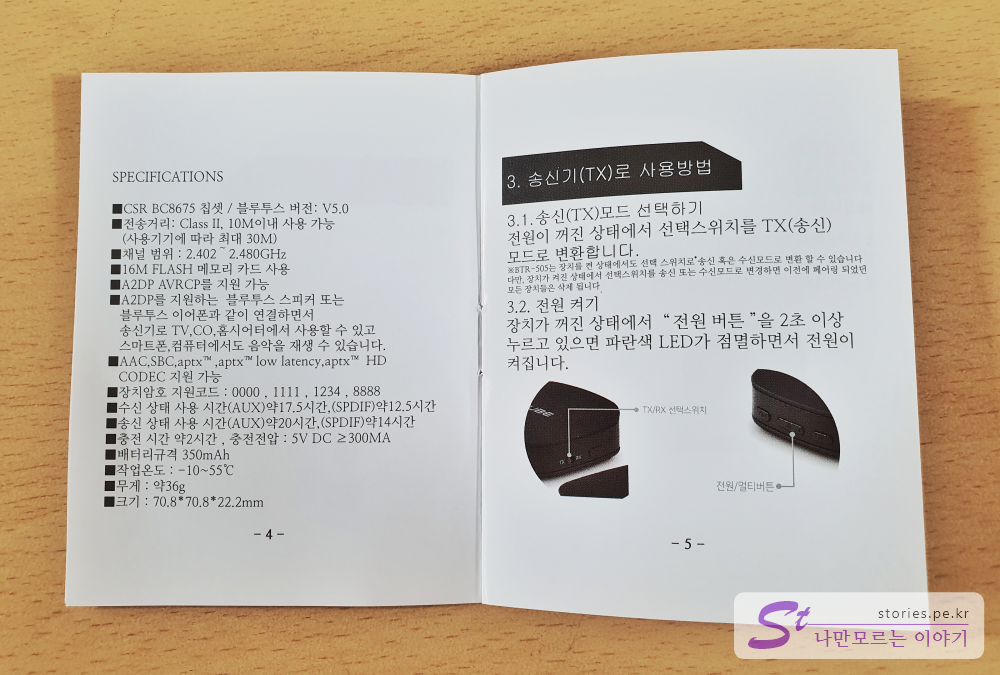 SPECIFICATIONS
■CSR BC8675 칩셋 / 블루투스 버전: V5.0
■전송거리: Class II, 10M이내 사용 가능
(사용기기에 따라 최대 30M)
■채널 범위 : 2.402~2.480GHz
■16M FLASH 메모리 카드 사용
■A2DP AVRCP를 지원 가능
■A2DP를 지원하는 블루투스 스피커 또는
블루투스 이어폰과 같이 연결하면서
송신기로 TV,CO,홈시어터에서 사용할 수 있고
스마트폰,컴퓨터에서도 음악을 재생 수 있습니다.
■AAC,SBC,aptx™,aptx™ low latency,aptx™ HD
CODEC 지원 가능
■장치암호 지원코드 : 0000 , 1111 , 1234 , 8888
■수신 상태 사용 시간(AUX)약17.5시간,(SPDIF)약12.5시간
■송신 상태 사용 시간(AUX)약20시간,(SPDIF)약14시간
■충전 시간 약2시간 , 충전전압 : 5V DC ≥300MA
■배터리규격 350mAh
■작업온도 : -10~55℃
■무게 : 약36g
■크기 : 70.8*70.8*22.2mm
- 4 -
3. 송신기(TX)로 사용방법
3.1.송신(TX)모드 선택하기
전원이 꺼진 상태에서 선택스위치를 TX(송신)
모드로 변환합니다.
※BTR-505는 장치를 켠 상태에서도 선택 스위치로 송신 혹은 수신모드로 변환 할 수 있습니다
다만, 장치가 켜진 상태에서 선택스위치를 송신 또는 수신모드로 변경하면 이전에 페어링 되었던
모든 장치들은 삭제 됩니다.
3.2. 전원 켜기
장치가 꺼진 상태에서 “ 전원 버튼 ”을 2초 이상
누르고 있으면 파란색 LED가 점멸하면서 전원이
켜집니다.
TX/RX 선택스위치
TX RX
전원/멀티버튼
- 5 -
St
stories.pe.kr
나만모르는 이야기